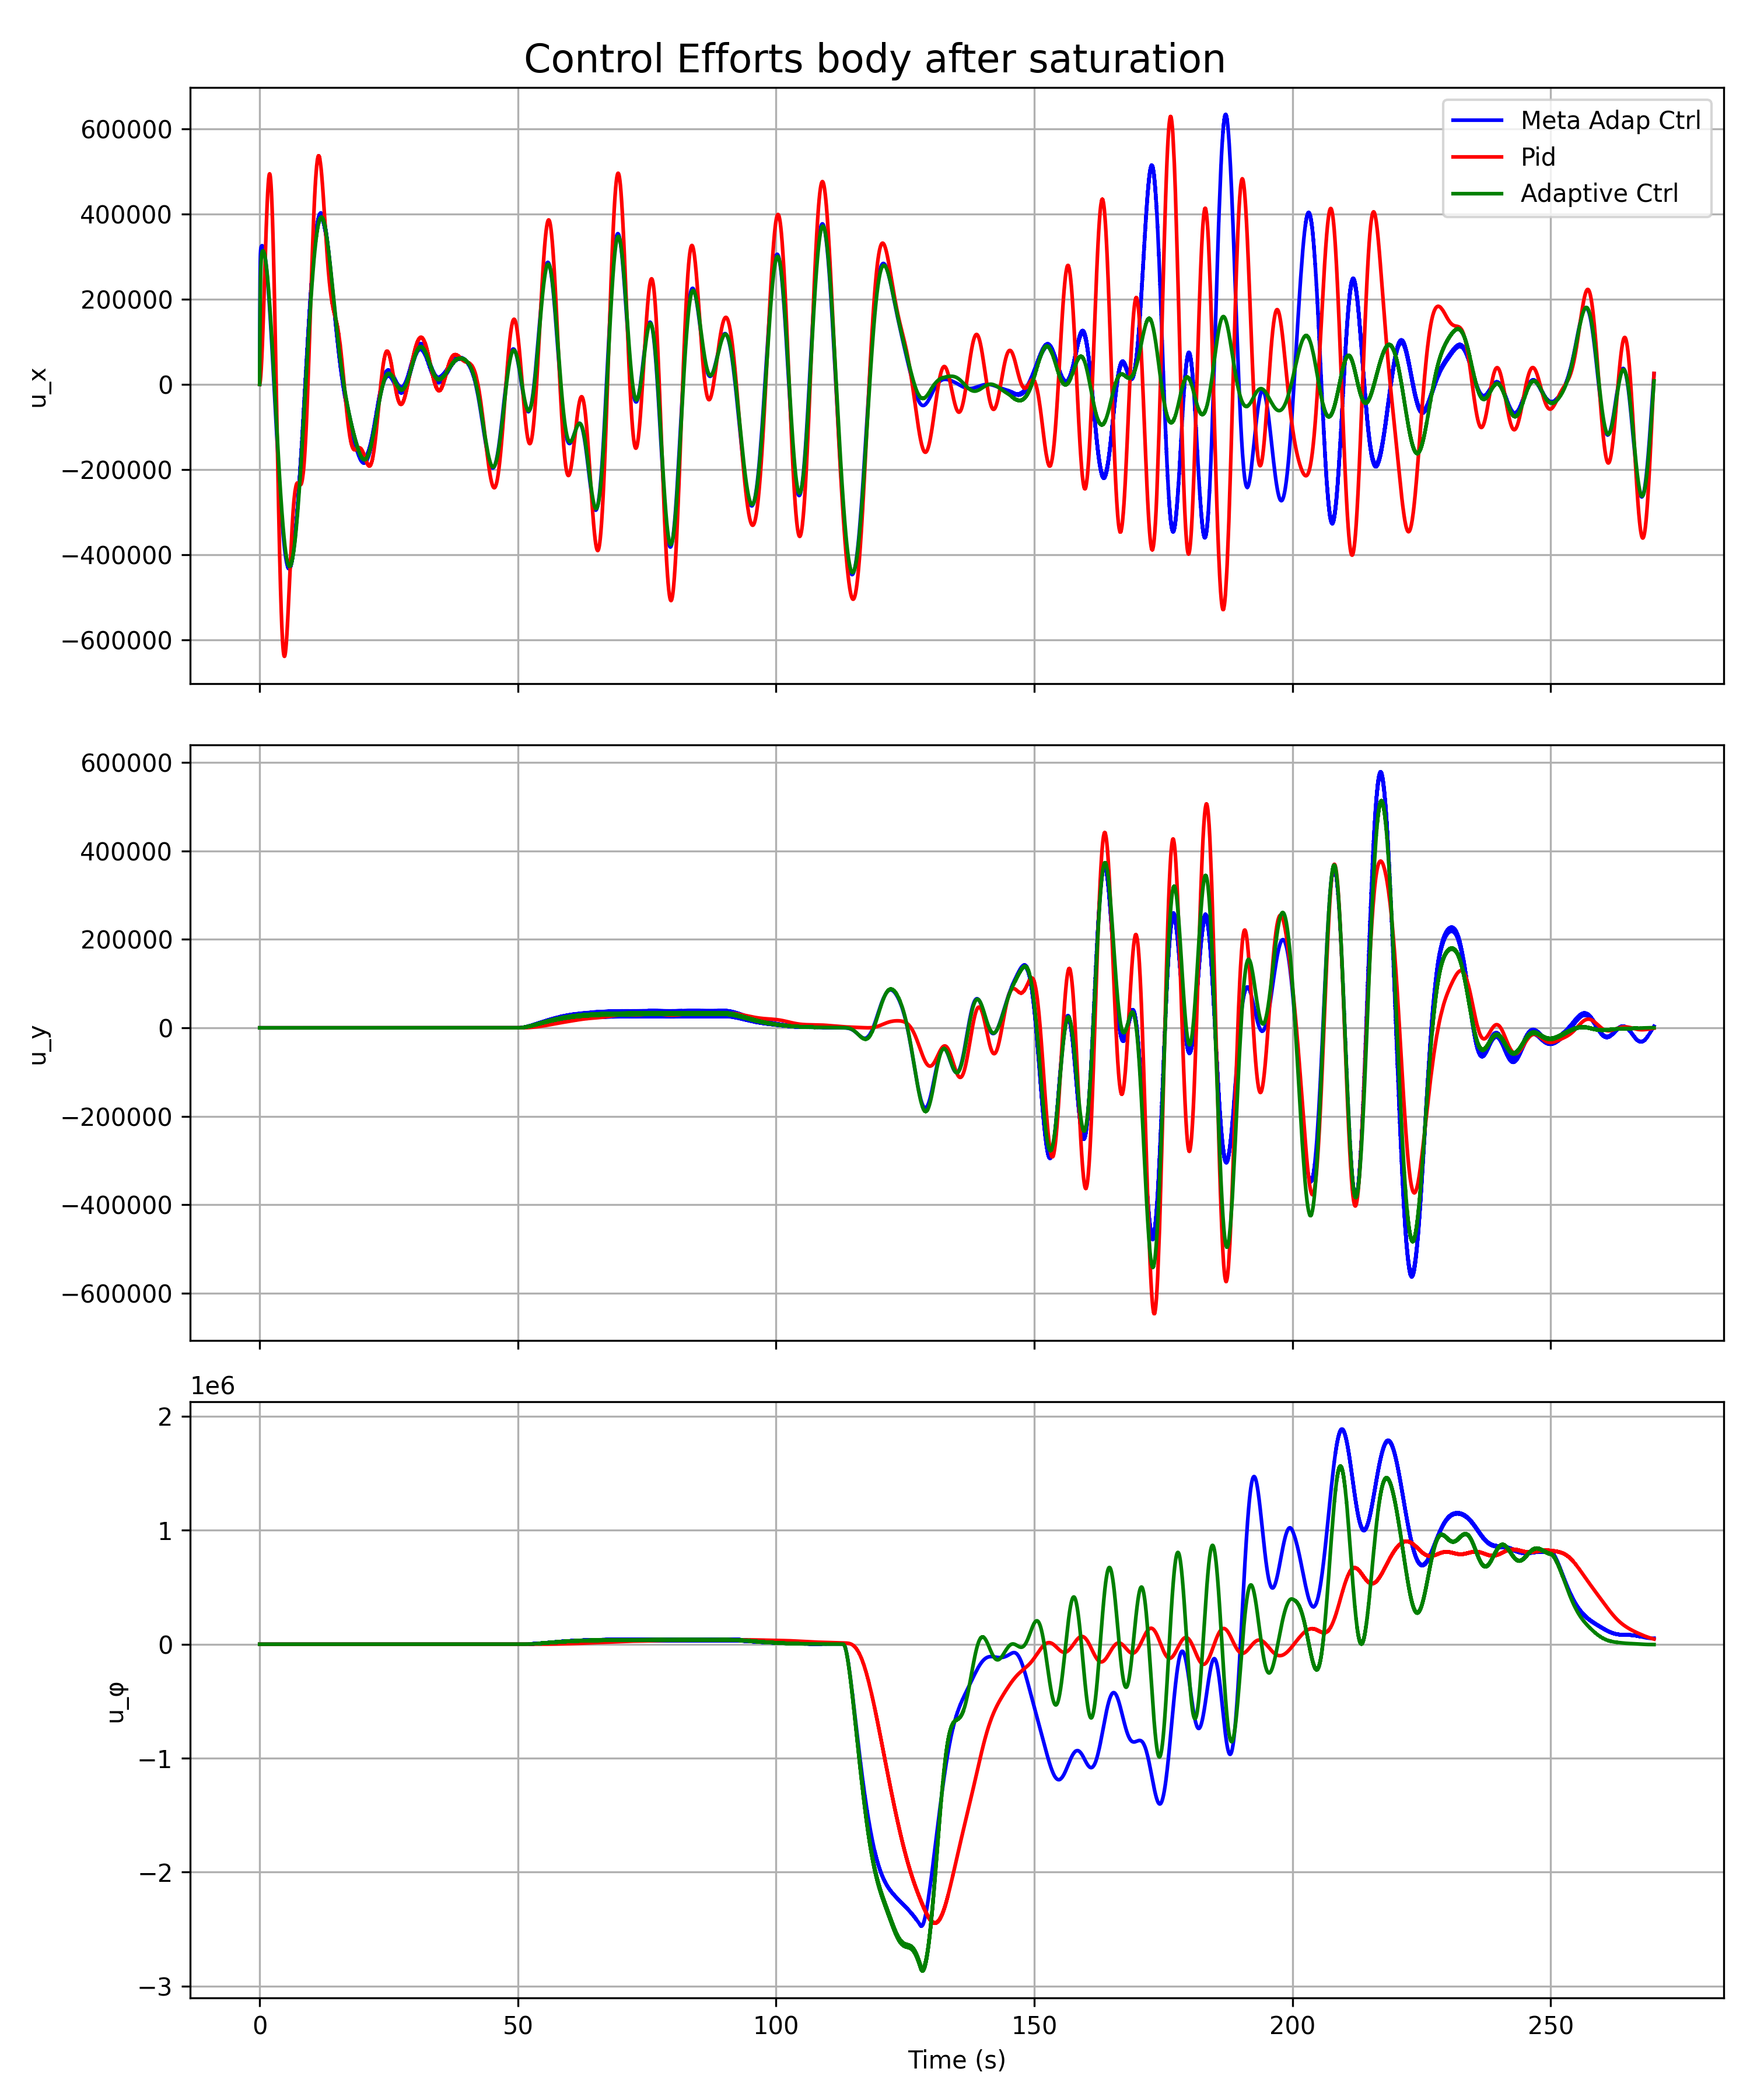 Control Efforts body after saturation
600000
400000
200000
0
−200000
−400000
−600000
u_x
Meta Adap Ctrl
Pid
Adaptive Ctrl
600000
400000
200000
0
−200000
−400000
−600000
u_y
1e6
2
1
0
−1
−2
−3
u_φ
0 50 100 150 200 250
Time (s)